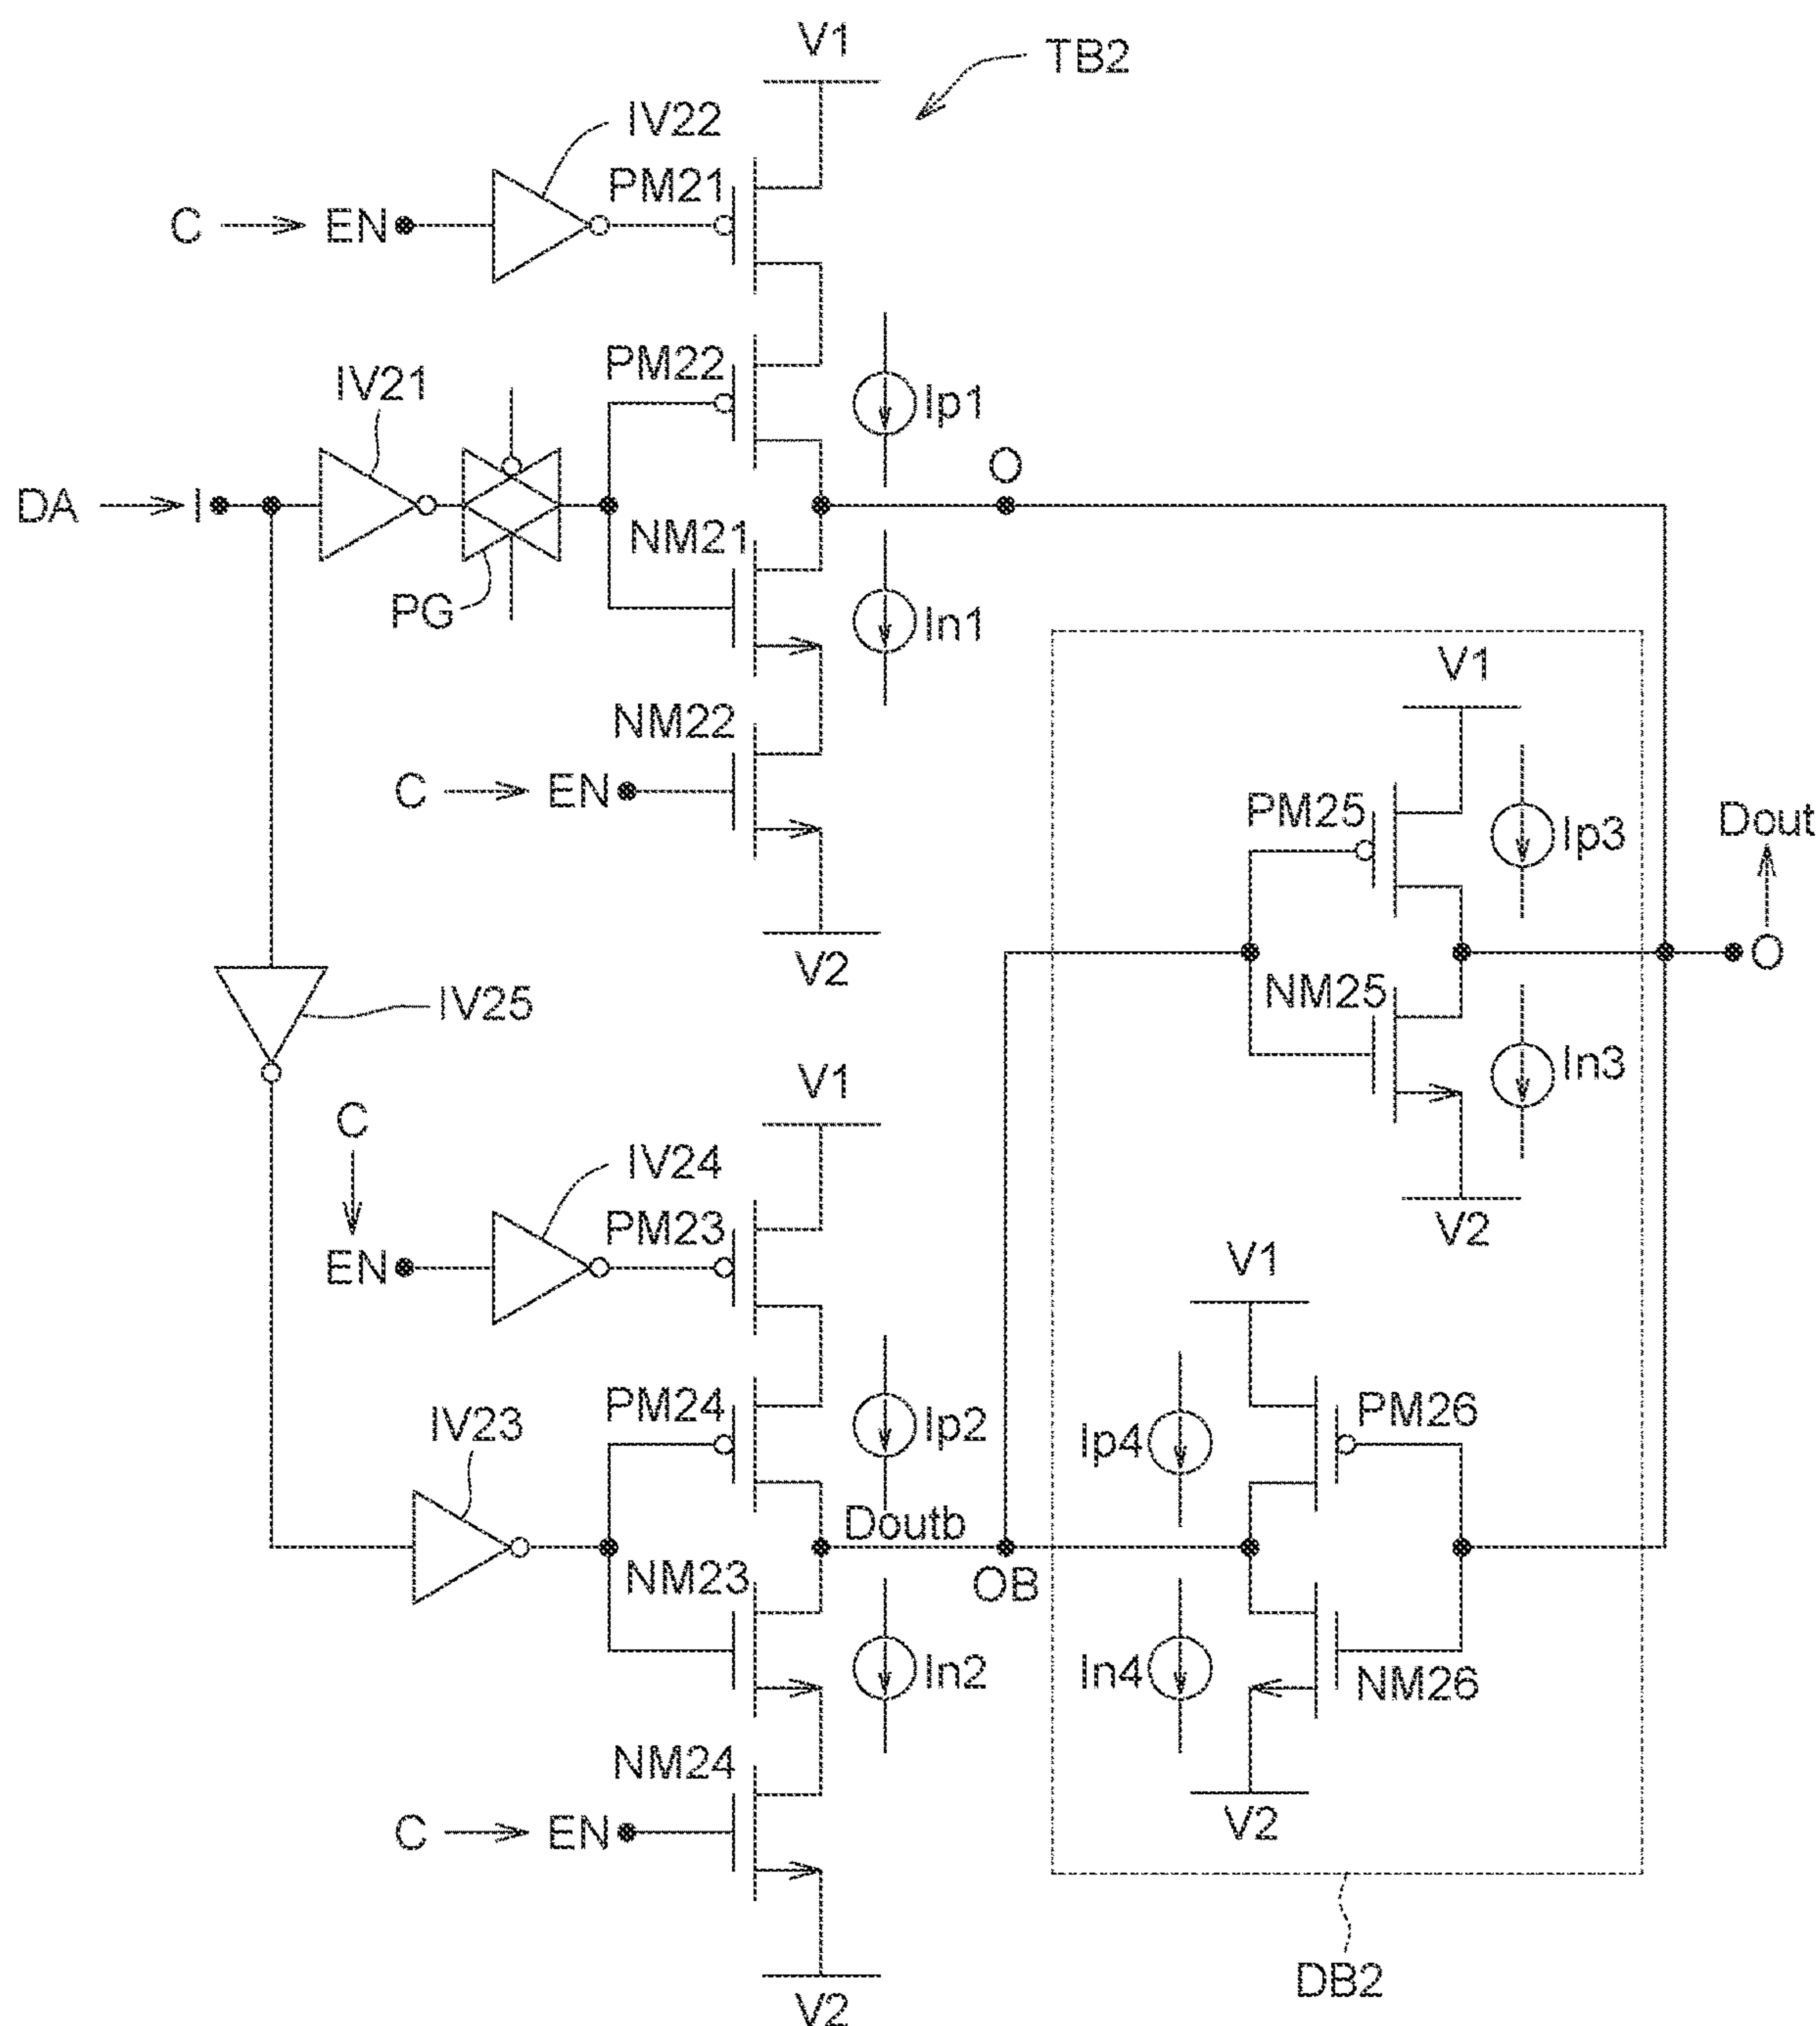 V1
TB2
IV22
PM21
C
EN
PM22
IV21
Ip1
O
DA
I
NM21
PG
In1
V1
NM22
C
EN
PM25
Ip3
Dout
V2
O
NM25
IV25
In3
V1
C
IV24
PM23
V2
EN
V1
PM24
IV23
Ip2
Ip4
PM26
Doutb
NM23
OB
In2
In4
NM26
NM24
C
EN
V2
DB2
V2